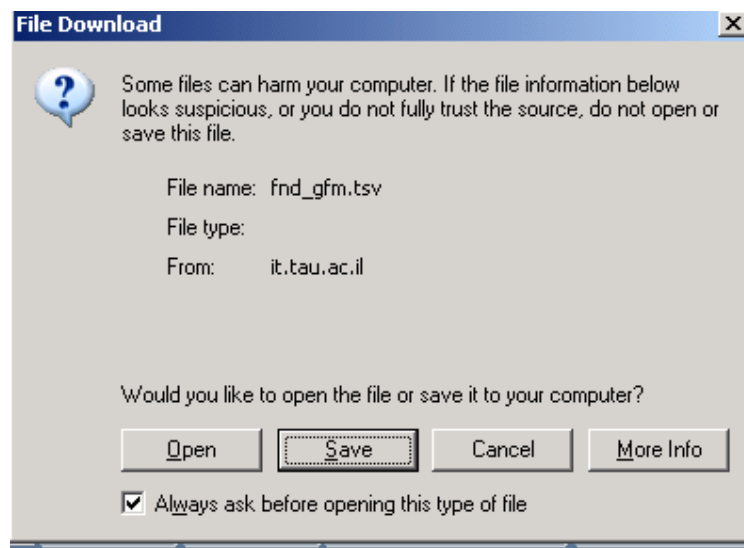 File Download
Some files can harm your computer. If the file information below
looks suspicious, or you do not fully trust the source, do not open or
save this file.
File name: fnd_gfm.tsv
File type:
From: it.tau.ac.il
Would you like to open the file or save it to your computer?
Open Save Cancel More Info
Always ask before opening this type of file